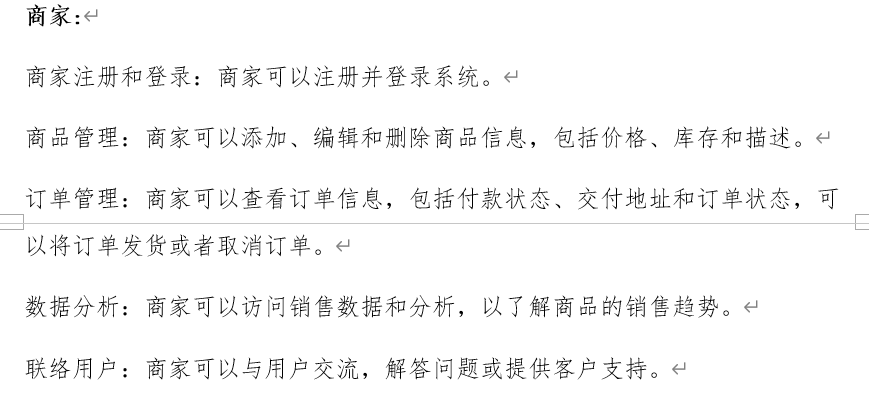 商家:
商家注册和登录：商家可以注册并登录系统。
商品管理：商家可以添加、编辑和删除商品信息，包括价格、库存和描述。
订单管理：商家可以查看订单信息，包括付款状态、交付地址和订单状态，可
以将订单发货或者取消订单。
数据分析：商家可以访问销售数据和分析，以了解商品的销售趋势。
联络用户：商家可以与用户交流，解答问题或提供客户支持。